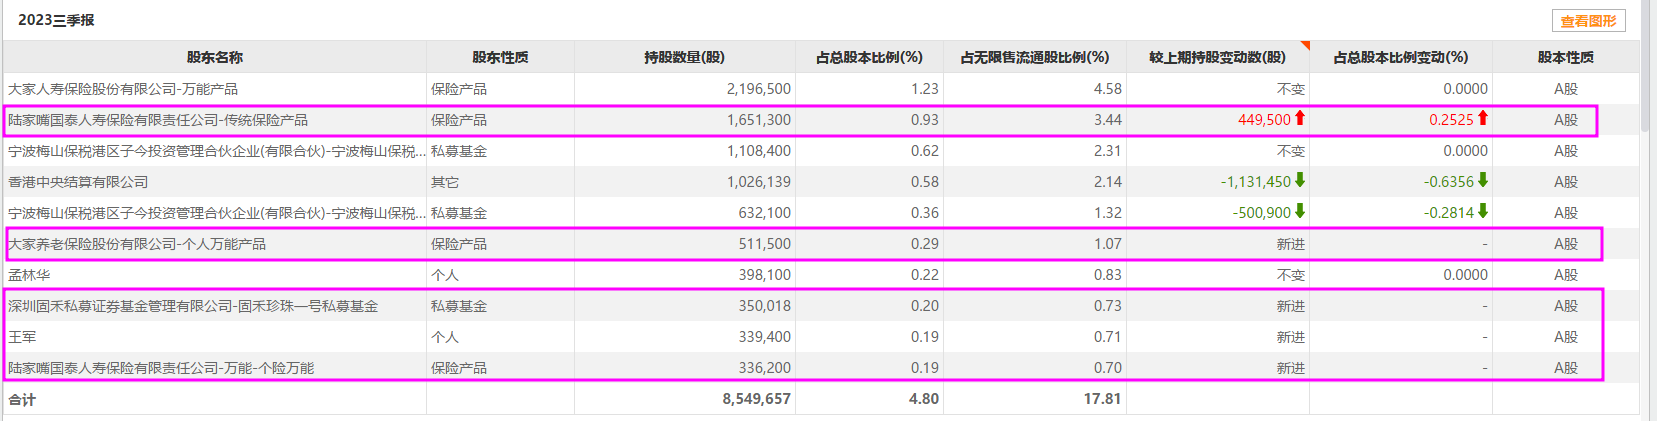 2023三季报 查看图形
股东名称 股东性质 持股数量(股) 占总股本比例(%) 占无限售流通股比例(%) 较上期持股变动数(股) 占总股本比例变动(%) 股本性质
大家人寿保险股份有限公司-万能产品 保险产品 2,196,500 1.23 4.58 不变 0.0000 A股
陆家嘴国泰人寿保险有限责任公司-传统保险产品 保险产品 1,651,300 0.93 3.44 449,500 0.2525 A股
宁波梅山保税港区子今投资管理合伙企业(有限合伙)-宁波梅山保税... 私募基金 1,108,400 0.62 2.31 不变 0.0000 A股
香港中央结算有限公司 其它 1,026,139 0.58 2.14 -1,131,450 -0.6356 A股
宁波梅山保税港区子今投资管理合伙企业(有限合伙)-宁波梅山保税... 私募基金 632,100 0.36 1.32 -500,900 -0.2814 A股
大家养老保险股份有限公司-个人万能产品 保险产品 511,500 0.29 1.07 新进 - A股
孟林华 个人 398,100 0.22 0.83 不变 0.0000 A股
深圳固禾私募证券基金管理有限公司-固禾珍珠一号私募基金 私募基金 350,018 0.20 0.73 新进 - A股
王军 个人 339,400 0.19 0.71 新进 - A股
陆家嘴国泰人寿保险有限责任公司-万能-个险万能 保险产品 336,200 0.19 0.70 新进 - A股
合计 8,549,657 4.80 17.81